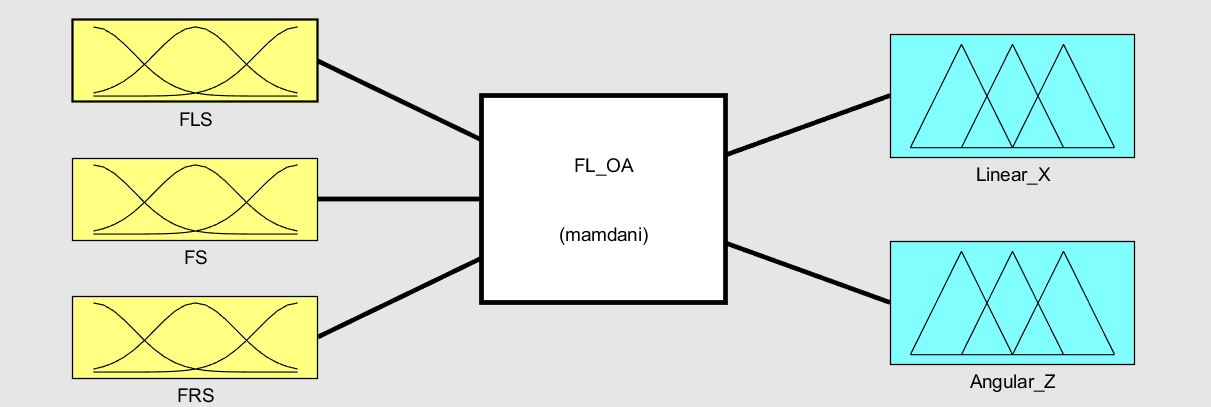 FLS
FS
FRS
FL_OA
(mamdani)
Linear_X
Angular_Z